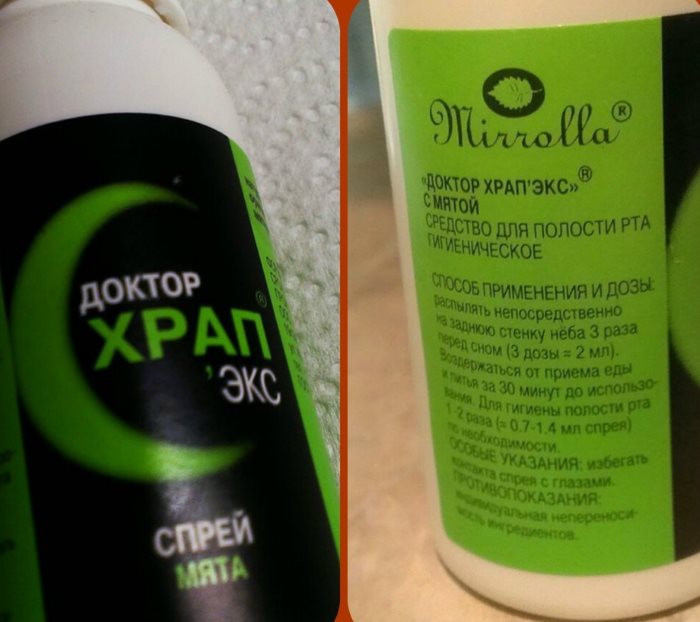 ДОКТОР
ХРАП®
'ЭКС
СПРЕЙ
МЯТА
Mirrolla®
«ДОКТОР ХРАП'ЭКС»®
С МЯТОЙ
СРЕДСТВО ДЛЯ ПОЛОСТИ РТА
ГИГИЕНИЧЕСКОЕ
СПОСОБ ПРИМЕНЕНИЯ И ДОЗЫ:
распылять непосредственно
на заднюю стенку нёба 3 раза
перед сном (3 дозы ≈ 2 мл).
Воздержаться от приема еды
и питья за 30 минут до использо-
вания. Для гигиены полости рта
1-2 раза (≈ 0.7-1.4 мл спрея)
по необходимости.
ОСОБЫЕ УКАЗАНИЯ: избегать
контакта спрея с глазами.
ПРОТИВОПОКАЗАНИЯ:
индивидуальная непереноси-
мость ингредиентов.